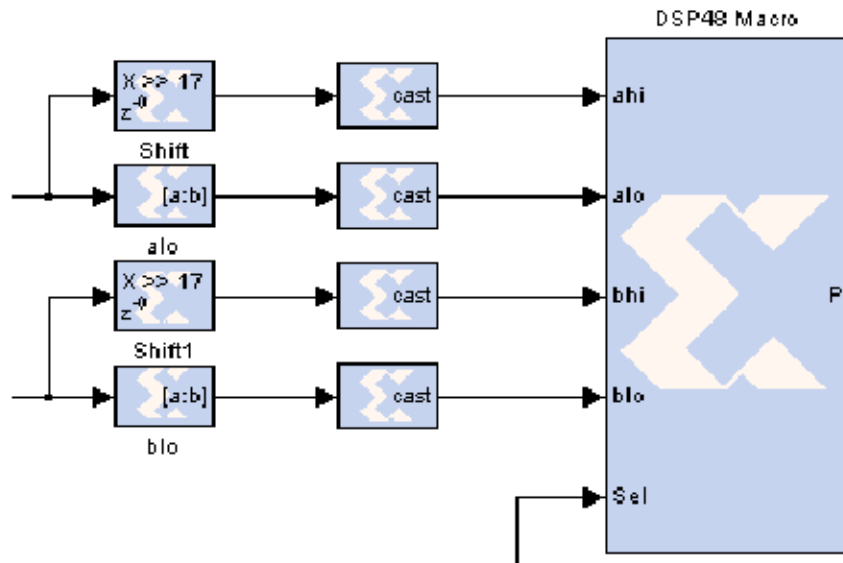 DSP48 Macro
X >> 17
z-0
cast
ahi
Shift
[a:b]
cast
alo
alo
X >> 17
z-0
cast
bhi
P
Shift1
[a:b]
cast
blo
blo
Sel